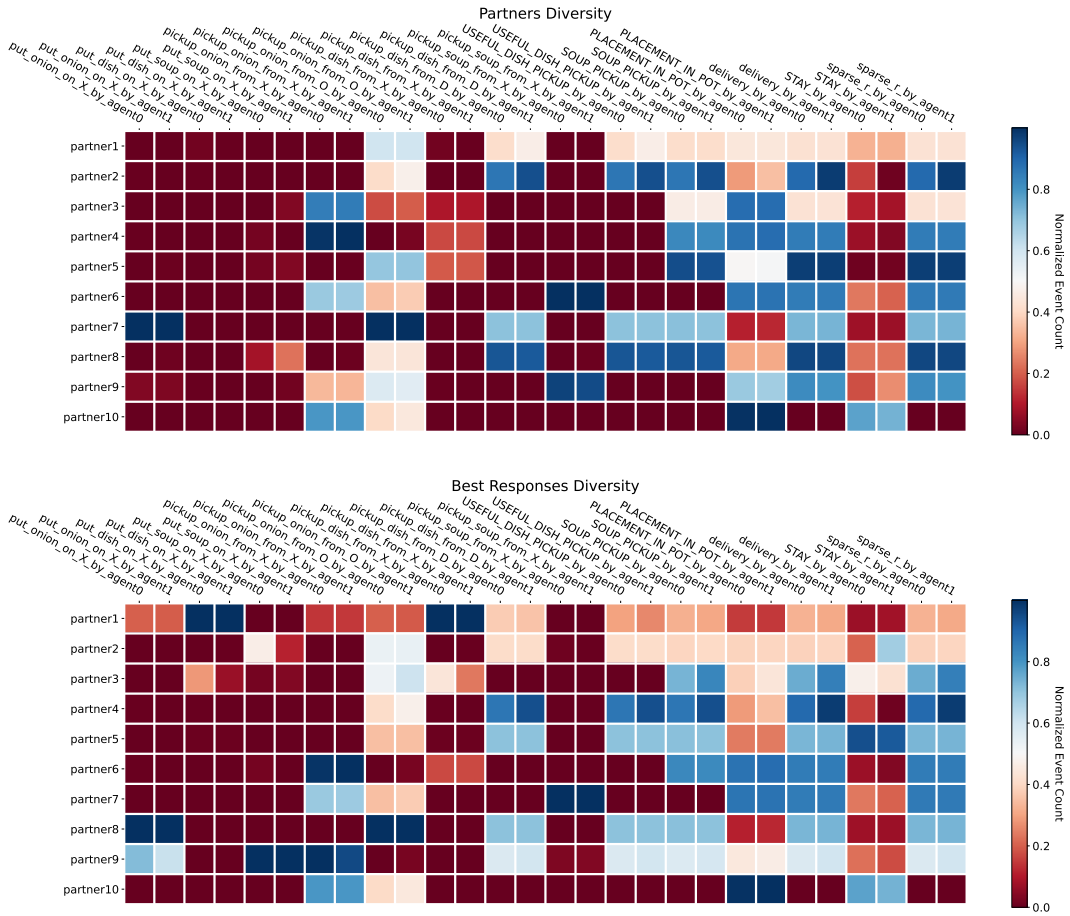 Partners Diversity
put_onion_on_X_by_agent0
put_onion_on_X_by_agent1
put_dish_on_X_by_agent0
put_dish_on_X_by_agent1
put_soup_on_X_by_agent0
put_soup_on_X_by_agent1
pickup_onion_from_X_by_agent0
pickup_onion_from_X_by_agent1
pickup_onion_from_O_by_agent0
pickup_onion_from_O_by_agent1
pickup_dish_from_X_by_agent0
pickup_dish_from_X_by_agent1
pickup_dish_from_D_by_agent0
pickup_dish_from_D_by_agent1
pickup_soup_from_X_by_agent0
pickup_soup_from_X_by_agent1
USEFUL_DISH_PICKUP_by_agent0
USEFUL_DISH_PICKUP_by_agent1
SOUP_PICKUP_by_agent0
SOUP_PICKUP_by_agent1
PLACEMENT_IN_POT_by_agent0
PLACEMENT_IN_POT_by_agent1
delivery_by_agent0
delivery_by_agent1
STAY_by_agent0
STAY_by_agent1
sparse_r_by_agent0
sparse_r_by_agent1
partner1
partner2
partner3
partner4
partner5
partner6
partner7
partner8
partner9
partner10
0.8
0.6
0.4
0.2
0.0
Normalized Event Count
Best Responses Diversity
put_onion_on_X_by_agent0
put_onion_on_X_by_agent1
put_dish_on_X_by_agent0
put_dish_on_X_by_agent1
put_soup_on_X_by_agent0
put_soup_on_X_by_agent1
pickup_onion_from_X_by_agent0
pickup_onion_from_X_by_agent1
pickup_onion_from_O_by_agent0
pickup_onion_from_O_by_agent1
pickup_dish_from_X_by_agent0
pickup_dish_from_X_by_agent1
pickup_dish_from_D_by_agent0
pickup_dish_from_D_by_agent1
pickup_soup_from_X_by_agent0
pickup_soup_from_X_by_agent1
USEFUL_DISH_PICKUP_by_agent0
USEFUL_DISH_PICKUP_by_agent1
SOUP_PICKUP_by_agent0
SOUP_PICKUP_by_agent1
PLACEMENT_IN_POT_by_agent0
PLACEMENT_IN_POT_by_agent1
delivery_by_agent0
delivery_by_agent1
STAY_by_agent0
STAY_by_agent1
sparse_r_by_agent0
sparse_r_by_agent1
partner1
partner2
partner3
partner4
partner5
partner6
partner7
partner8
partner9
partner10
0.8
0.6
0.4
0.2
0.0
Normalized Event Count